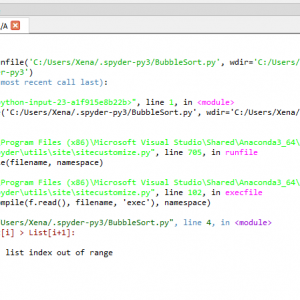 /A
nfile('C:/Users/Xena/.spyder-py3/BubbleSort.py', wdir='C:/Users/
er-py3')
most recent call last):
ython-input-23-a1f915e8b22b>", line 1, in <module>
e('C:/Users/Xena/.spyder-py3/BubbleSort.py', wdir='C:/Users/Xena/
Program Files (x86)\Microsoft Visual Studio\Shared\Anaconda3_64\
pyder\utils\site\sitecustomize.py", line 705, in runfile
e(filename, namespace)
Program Files (x86)\Microsoft Visual Studio\Shared\Anaconda3_64\
pyder\utils\site\sitecustomize.py", line 102, in execfile
ompile(f.read(), filename, 'exec'), namespace)
Users/Xena/.spyder-py3/BubbleSort.py", line 4, in <module>
[i] > List[i+1]:
list index out of range